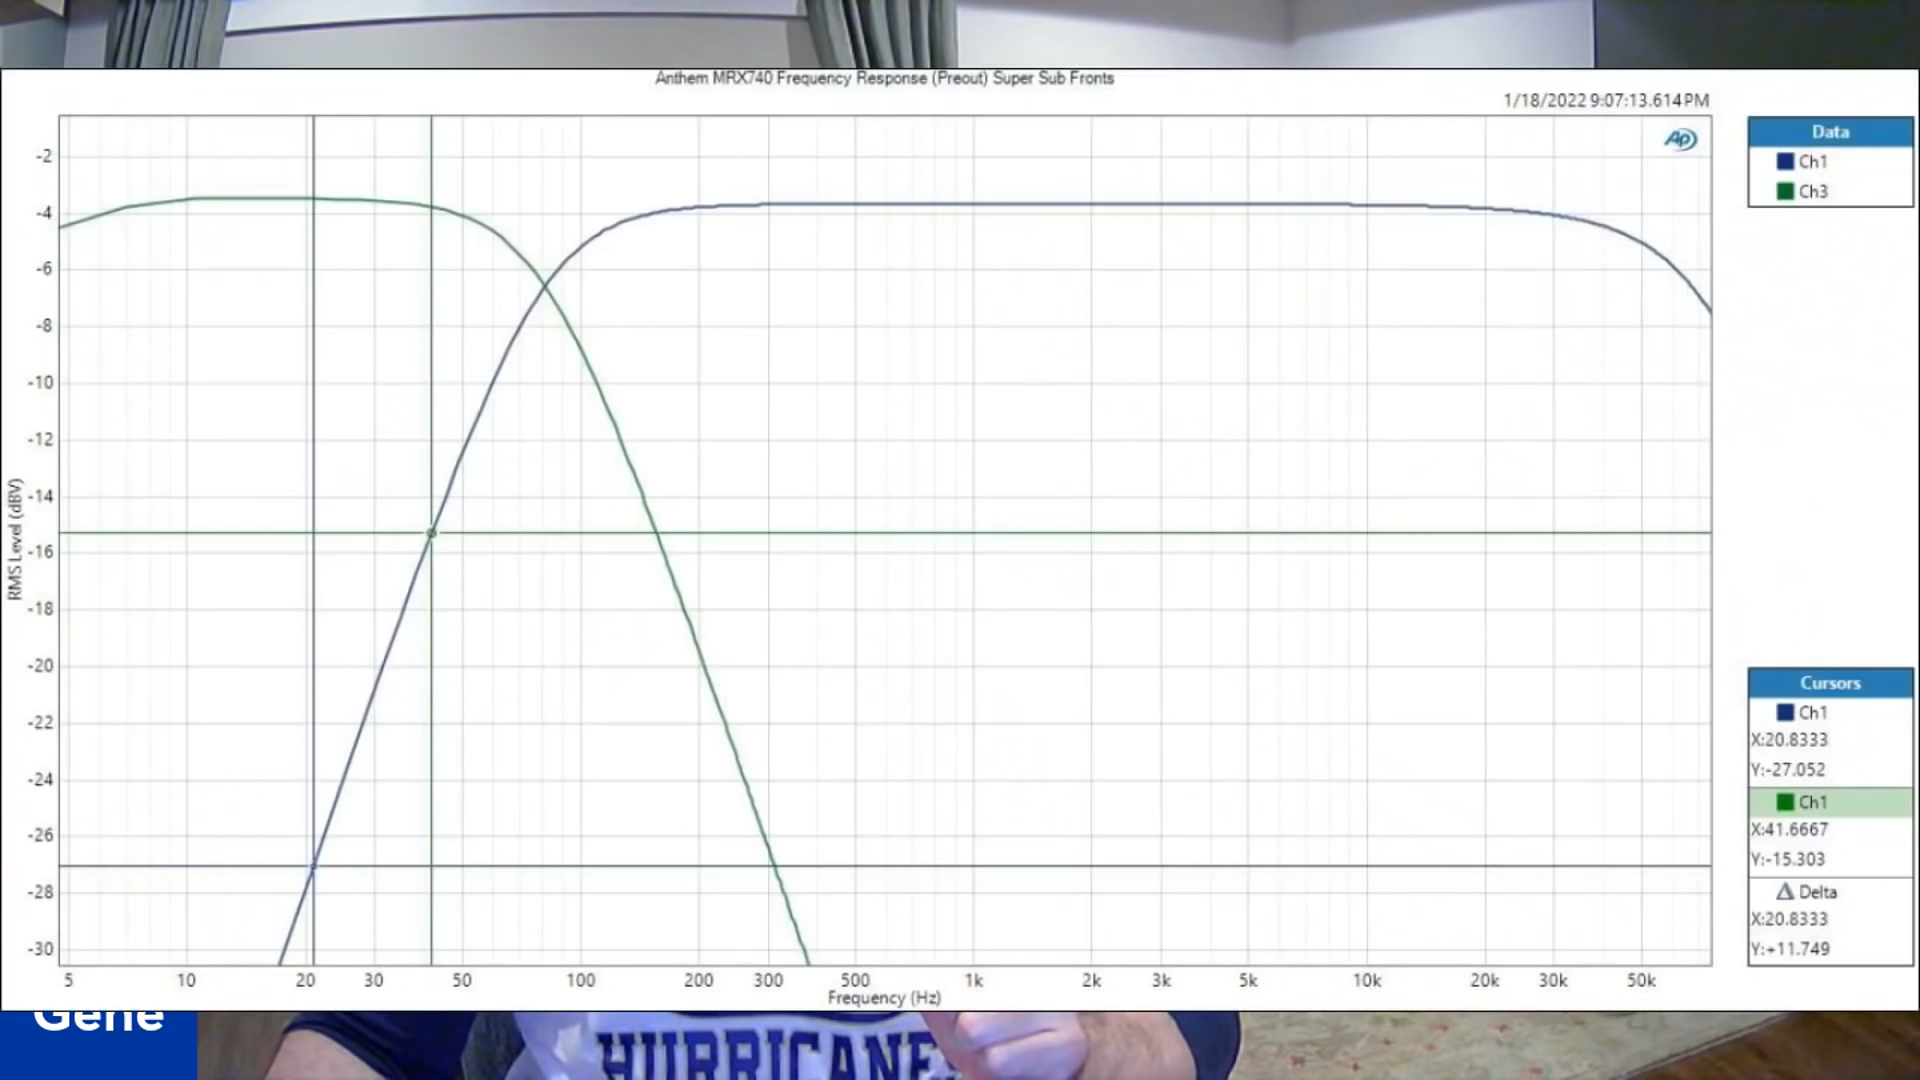 Anthem MRX740 Frequency Response (Preout) Super Sub Fronts
1/18/2022 9:07:13.614 PM
AP
Data
Ch1
Ch3
RMS Level (dBV)
-2
-4
-6
-8
-10
-12
-14
-16
-18
-20
-22
-24
-26
-28
-30
5 10 20 30 50 100 200 300 500 1k 2k 3k 5k 10k 20k 30k 50k
Frequency (Hz)
Cursors
Ch1
X:20.8333
Y:-27.052
Ch1
X:41.6667
Y:-15.303
Delta
X:20.8333
Y:+11.749
Gene
HURRICANE